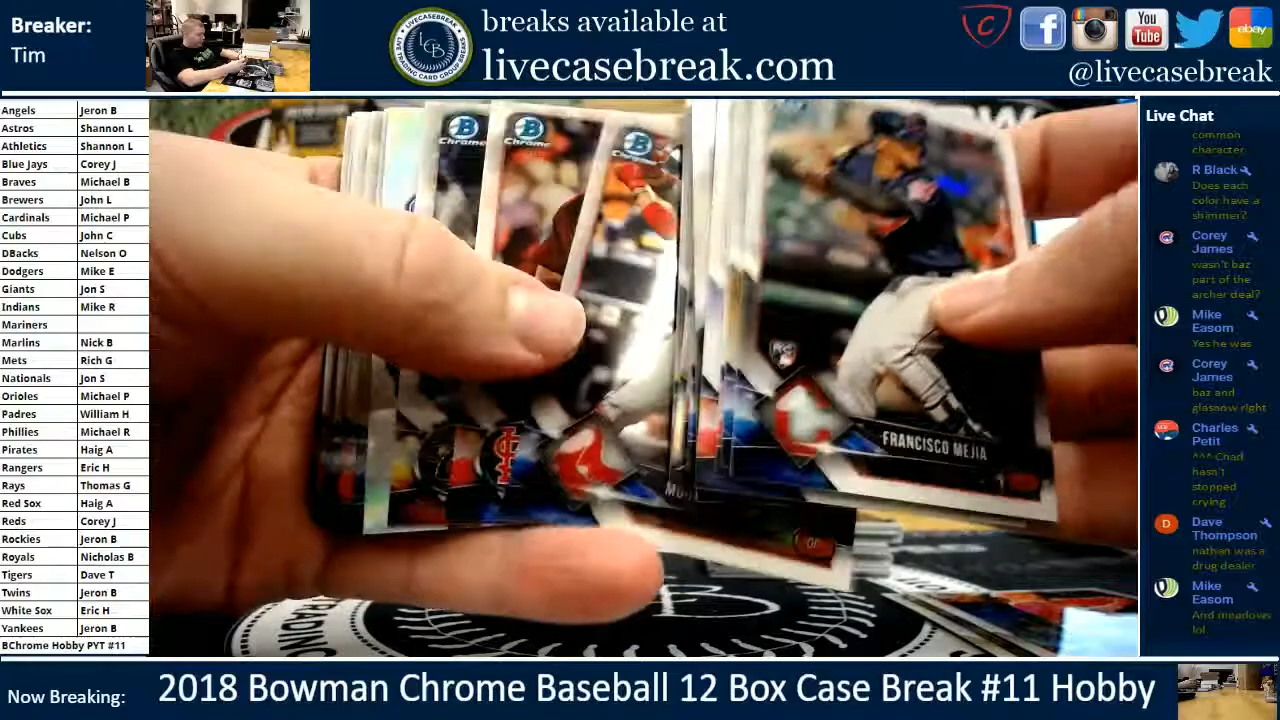 Breaker:
Tim
breaks available at
livecasebreak.com
You
Tube
ebay
@livecasebreak
Angels Jeron B
Astros Shannon L
Athletics Shannon L
Blue Jays Corey J
Braves Michael B
Brewers John L
Cardinals Michael P
Cubs John C
DBacks Nelson O
Dodgers Mike E
Giants Jon S
Indians Mike R
Mariners
Marlins Nick B
Mets Rich G
Nationals Jon S
Orioles Michael P
Padres William H
Phillies Michael R
Pirates Haig A
Rangers Eric H
Rays Thomas G
Red Sox Haig A
Reds Corey J
Rockies Jeron B
Royals Nicholas B
Tigers Dave T
Twins Jeron B
White Sox Eric H
Yankees Jeron B
BChrome Hobby PYT #11
Chrome
Chrome
Chrome
FRANCISCO MEJIA
Live Chat
common
character
R Black
Does each
color have a
shimmer?
Corey
James
wasn't baz
part of the
archer deal?
Mike
Easom
Yes he was
Corey
James
baz and
glasnow right
Charles
Petit
^^^Chad
hasn't
stopped
crying
Dave
Thompson
nathan was a
drug dealer
Mike
Easom
And meadows
lol
Now Breaking:
2018 Bowman Chrome Baseball 12 Box Case Break #11 Hobby